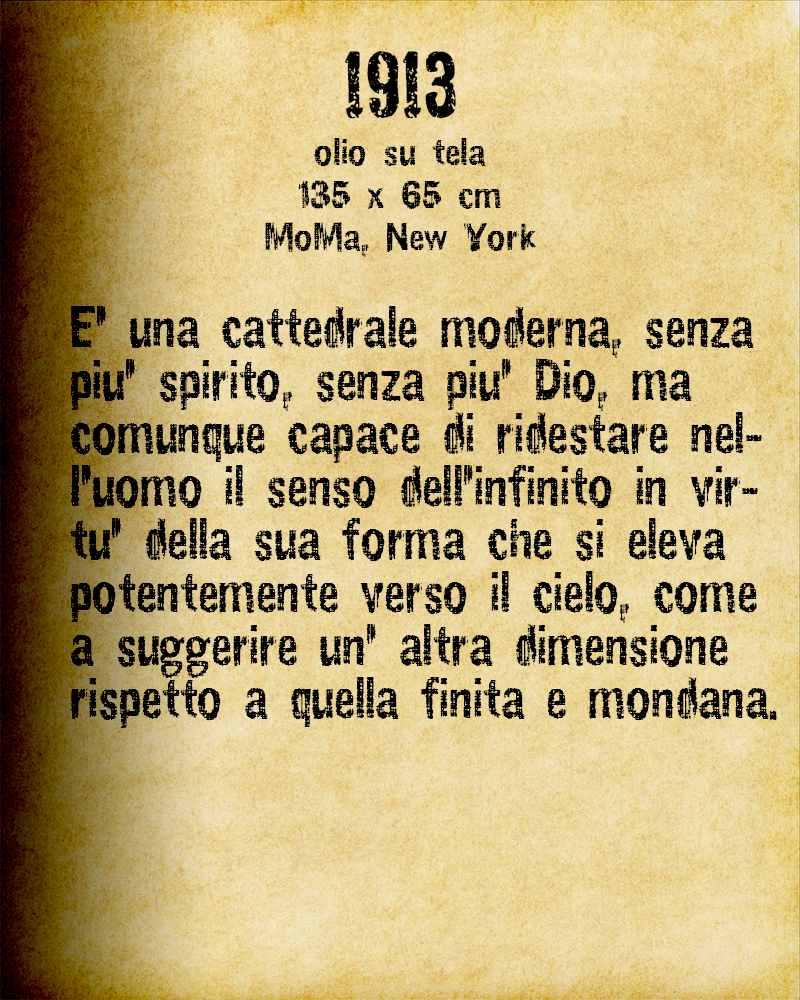 1913
olio su tela
135 x 65 cm
MoMa, New York
E' una cattedrale moderna, senza
piu' spirito, senza piu' Dio, ma
comunque capace di ridestare nel-
l'uomo il senso dell'infinito in vir-
tu' della sua forma che si eleva
potentemente verso il cielo, come
a suggerire un' altra dimensione
rispetto a quella finita e mondana.